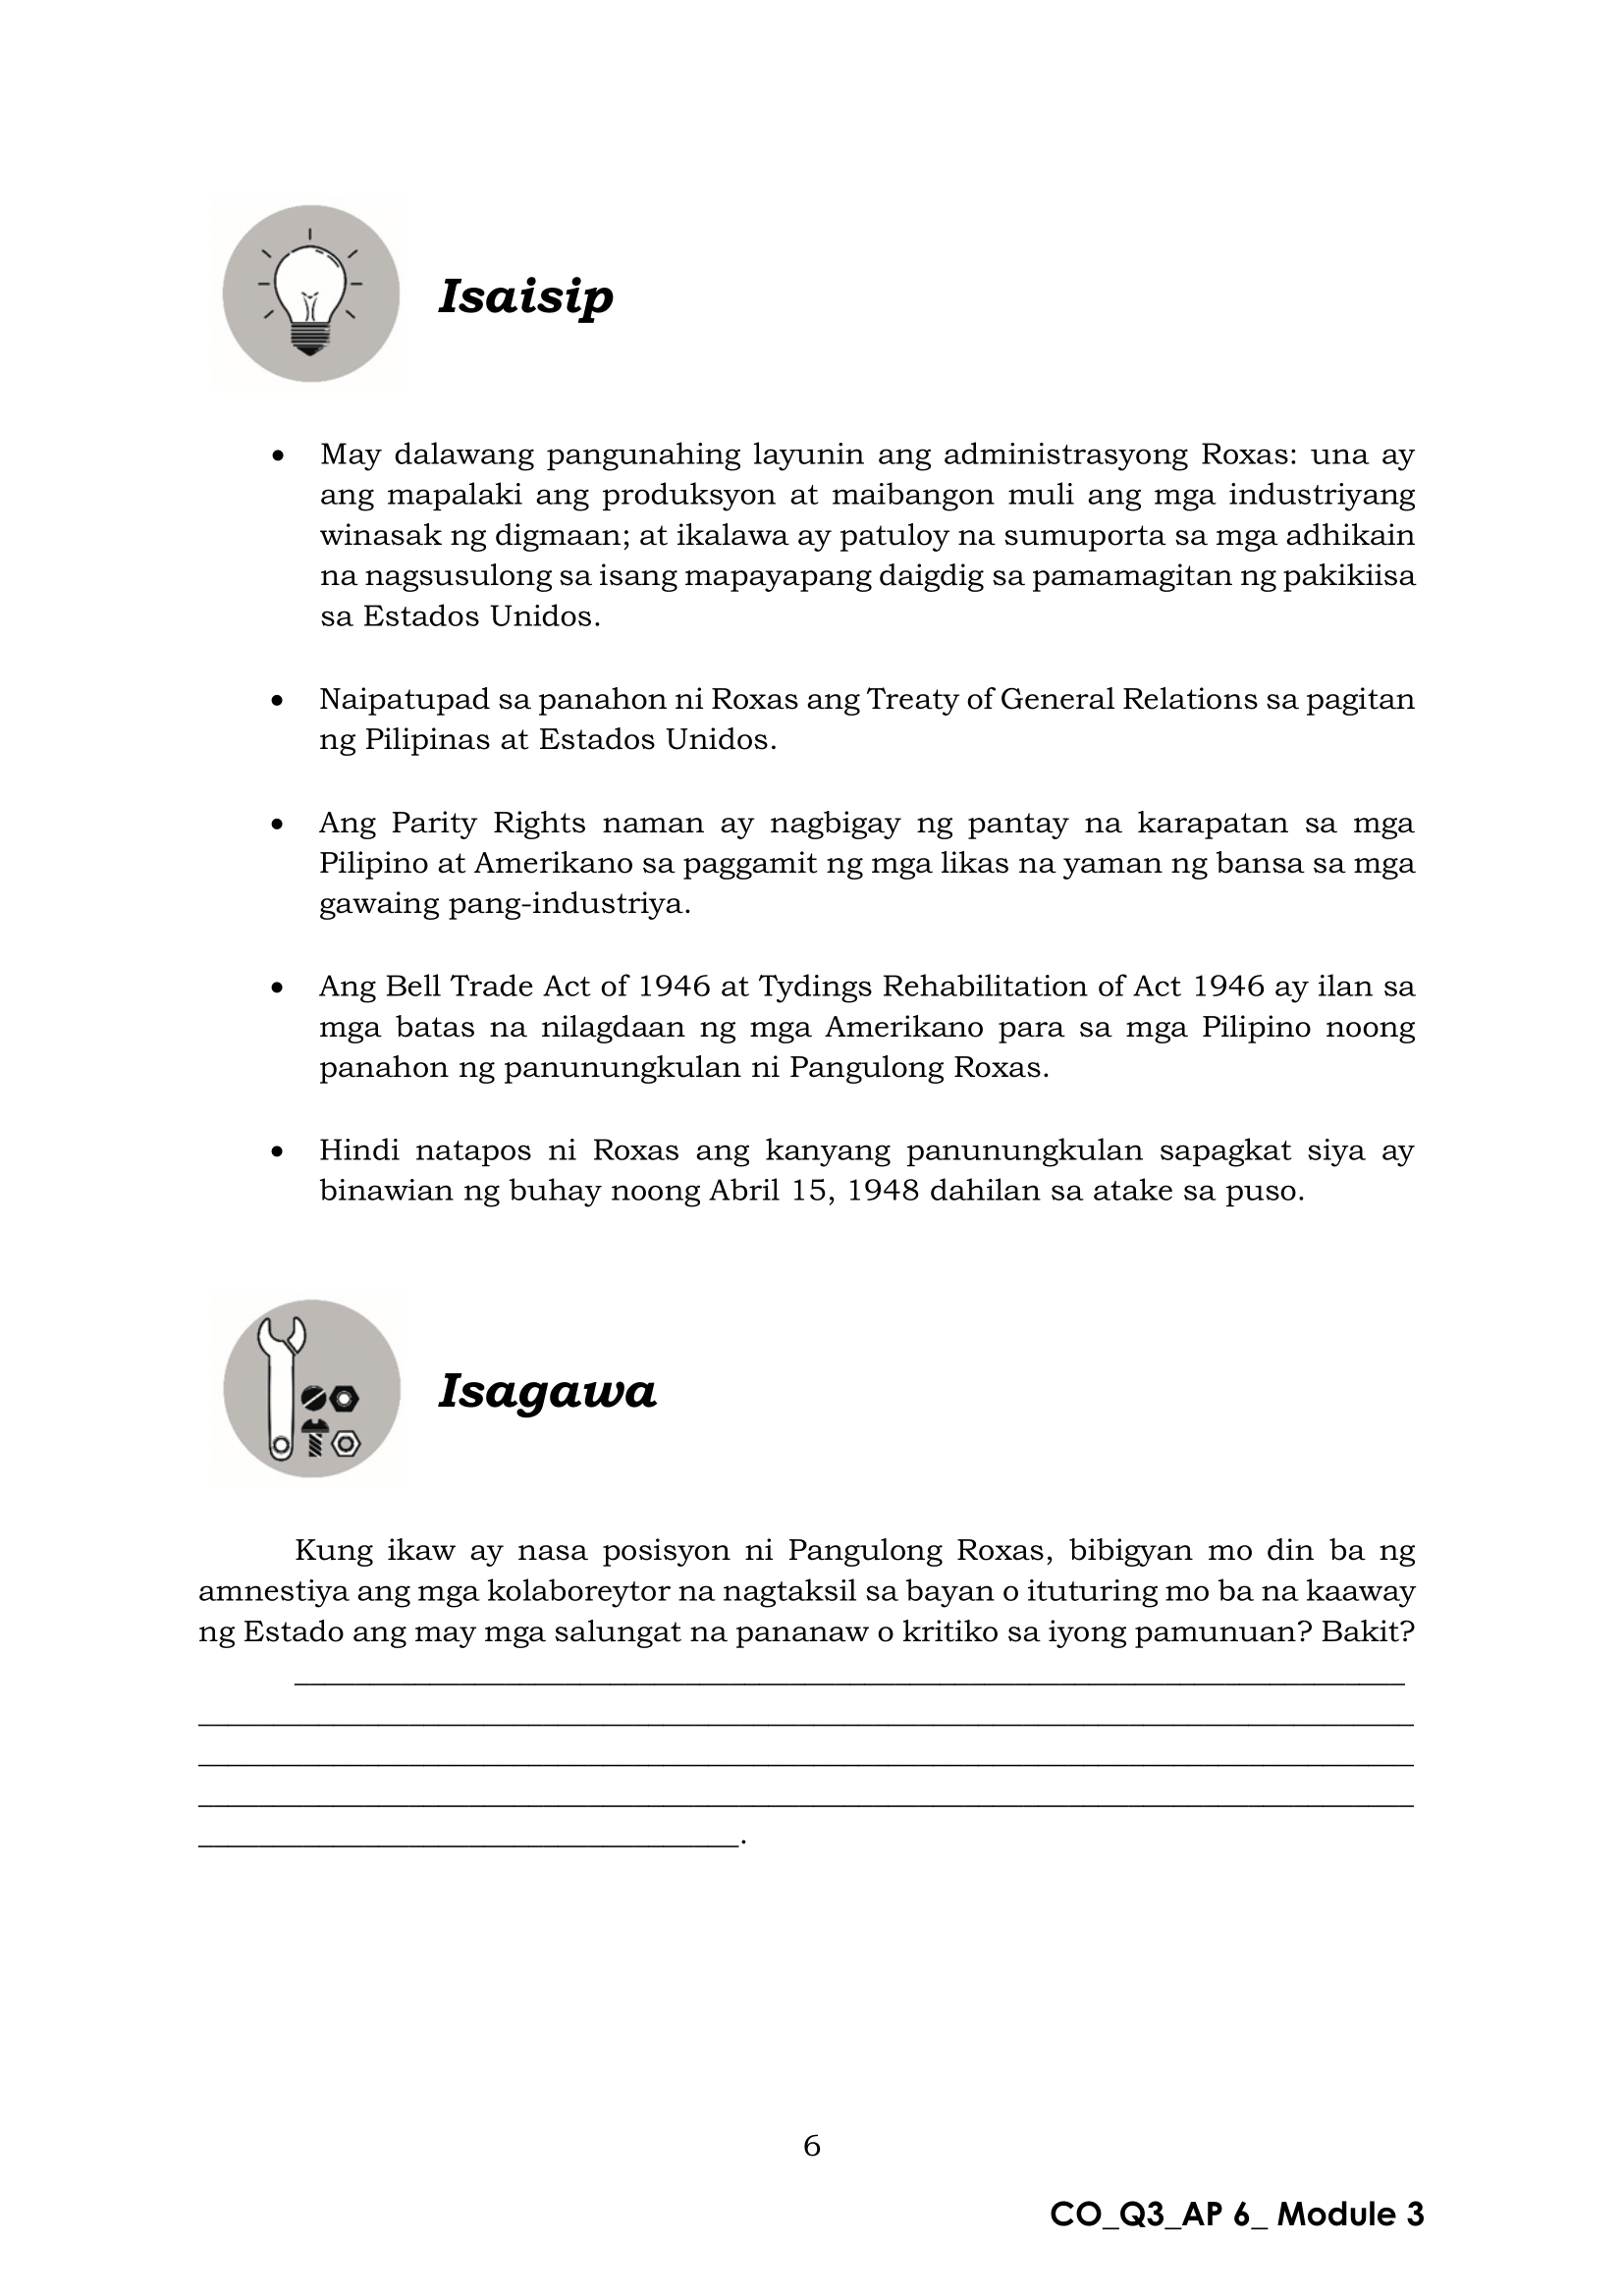 Isaisip
• May dalawang pangunahing layunin ang administrasyong Roxas: una ay
ang mapalaki ang produksyon at maibangon muli ang mga industriyang
winasak ng digmaan; at ikalawa ay patuloy na sumuporta sa mga adhikain
na nagsusulong sa isang mapayapang daigdig sa pamamagitan ng pakikiisa
sa Estados Unidos.
• Naipatupad sa panahon ni Roxas ang Treaty of General Relations sa pagitan
ng Pilipinas at Estados Unidos.
• Ang Parity Rights naman ay nagbigay ng pantay na karapatan sa mga
Pilipino at Amerikano sa paggamit ng mga likas na yaman ng bansa sa mga
gawaing pang-industriya.
• Ang Bell Trade Act of 1946 at Tydings Rehabilitation of Act 1946 ay ilan sa
mga batas na nilagdaan ng mga Amerikano para sa mga Pilipino noong
panahon ng panunungkulan ni Pangulong Roxas.
• Hindi natapos ni Roxas ang kanyang panunungkulan sapagkat siya ay
binawian ng buhay noong Abril 15, 1948 dahilan sa atake sa puso.
Isagawa
Kung ikaw ay nasa posisyon ni Pangulong Roxas, bibigyan mo din ba ng
amnestiya ang mga kolaboreytor na nagtaksil sa bayan o ituturing mo ba na kaaway
ng Estado ang may mga salungat na pananaw o kritiko sa iyong pamunuan? Bakit?
.
6
CO_Q3_AP 6_ Module 3